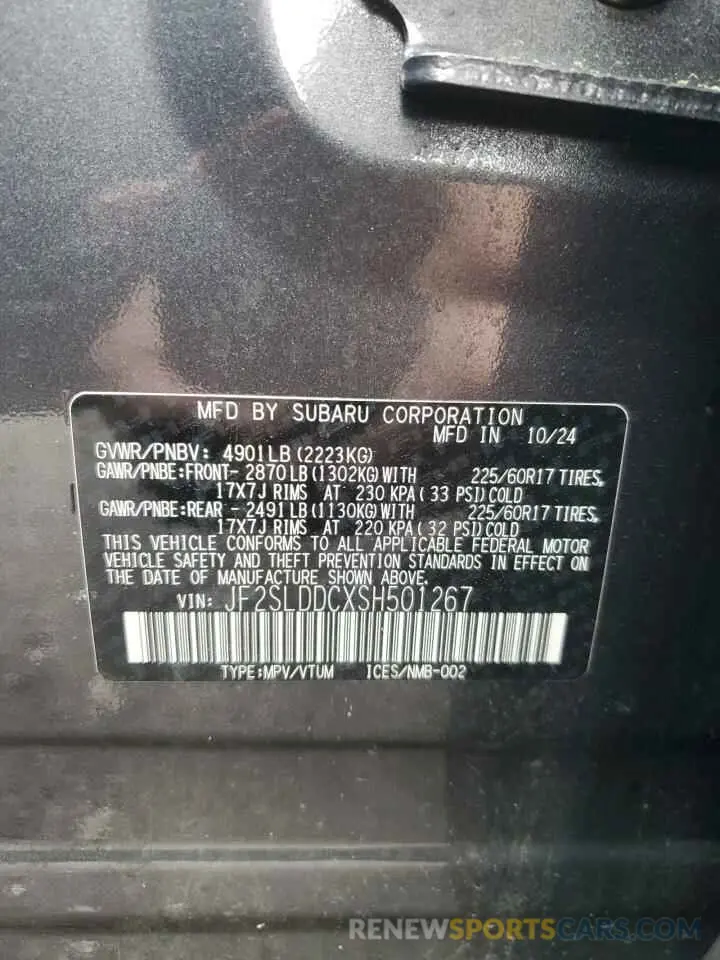 MFD BY SUBARU CORPORATION
MFD IN 10/24
GVWR/PNBV: 4901LB (2223KG)
GAWR/PNBE:FRONT- 2870 LB (1302KG) WITH 225/60R17 TIRES,
17X7J RIMS AT 230 KPA ( 33 PSI) COLD
GAWR/PNBE:REAR - 2491 LB (1130KG) WITH 225/60R17 TIRES,
17X7J RIMS AT 220 KPA ( 32 PSI) COLD
THIS VEHICLE CONFORMS TO ALL APPLICABLE FEDERAL MOTOR
VEHICLE SAFETY AND THEFT PREVENTION STANDARDS IN EFFECT ON
THE DATE OF MANUFACTURE SHOWN ABOVE.
VIN: JF2SLDDCXSH501267
TYPE:MPV/VTUM ICES/NMB-002
RENEWSPORTSCARS.COM